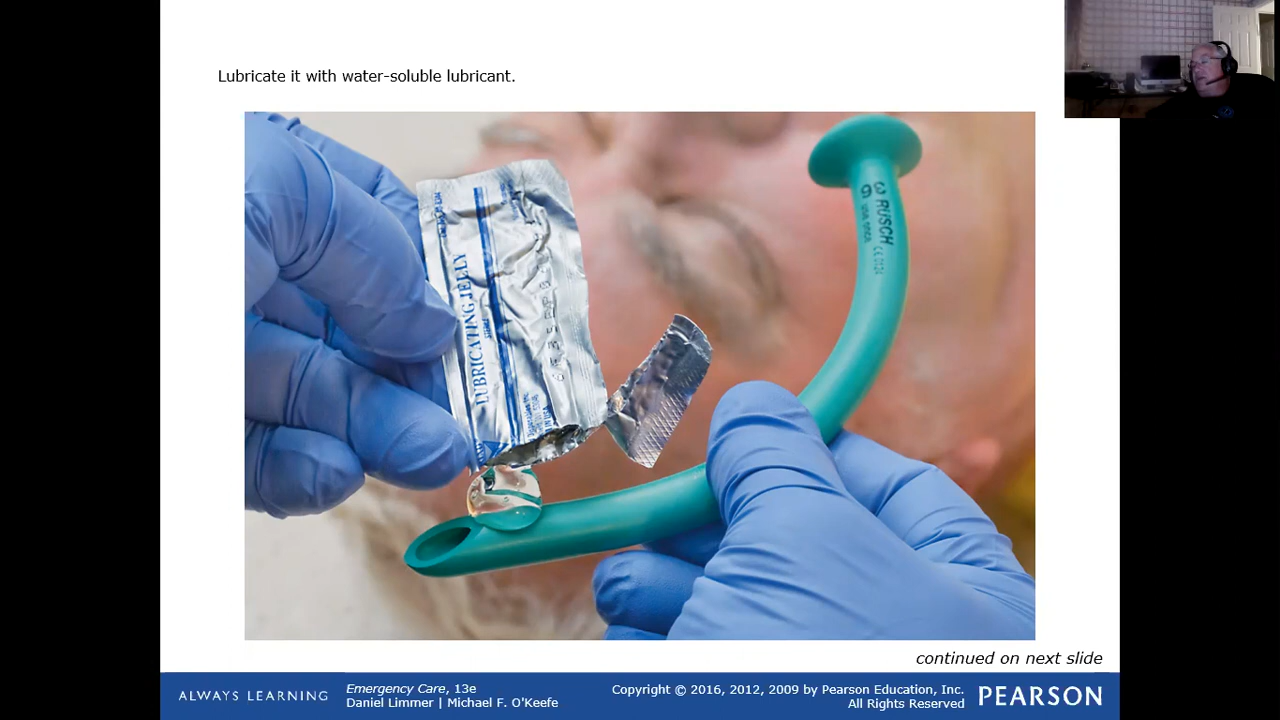 Lubricate it with water-soluble lubricant.
LUBRICATING JELLY
RUSCH
continued on next slide
ALWAYS LEARNING
Emergency Care, 13e
Daniel Limmer | Michael F. O'Keefe
Copyright © 2016, 2012, 2009 by Pearson Education, Inc.
All Rights Reserved
PEARSON